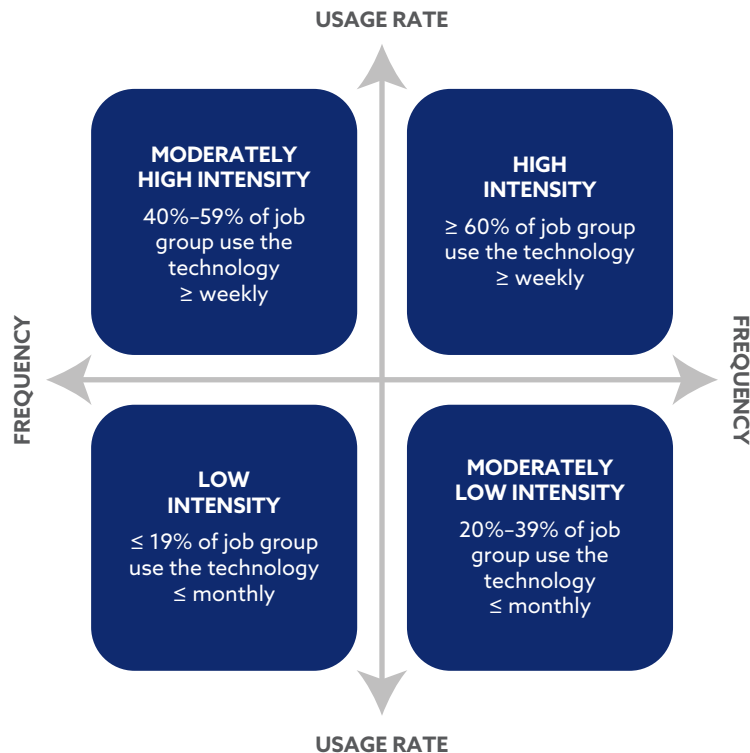 USAGE RATE
MODERATELY
HIGH INTENSITY
40%–59% of job
group use the
technology
≥ weekly
HIGH
INTENSITY
≥ 60% of job group
use the technology
≥ weekly
FREQUENCY
FREQUENCY
LOW
INTENSITY
≤ 19% of job group
use the technology
≤ monthly
MODERATELY
LOW INTENSITY
20%–39% of job
group use the
technology
≤ monthly
USAGE RATE